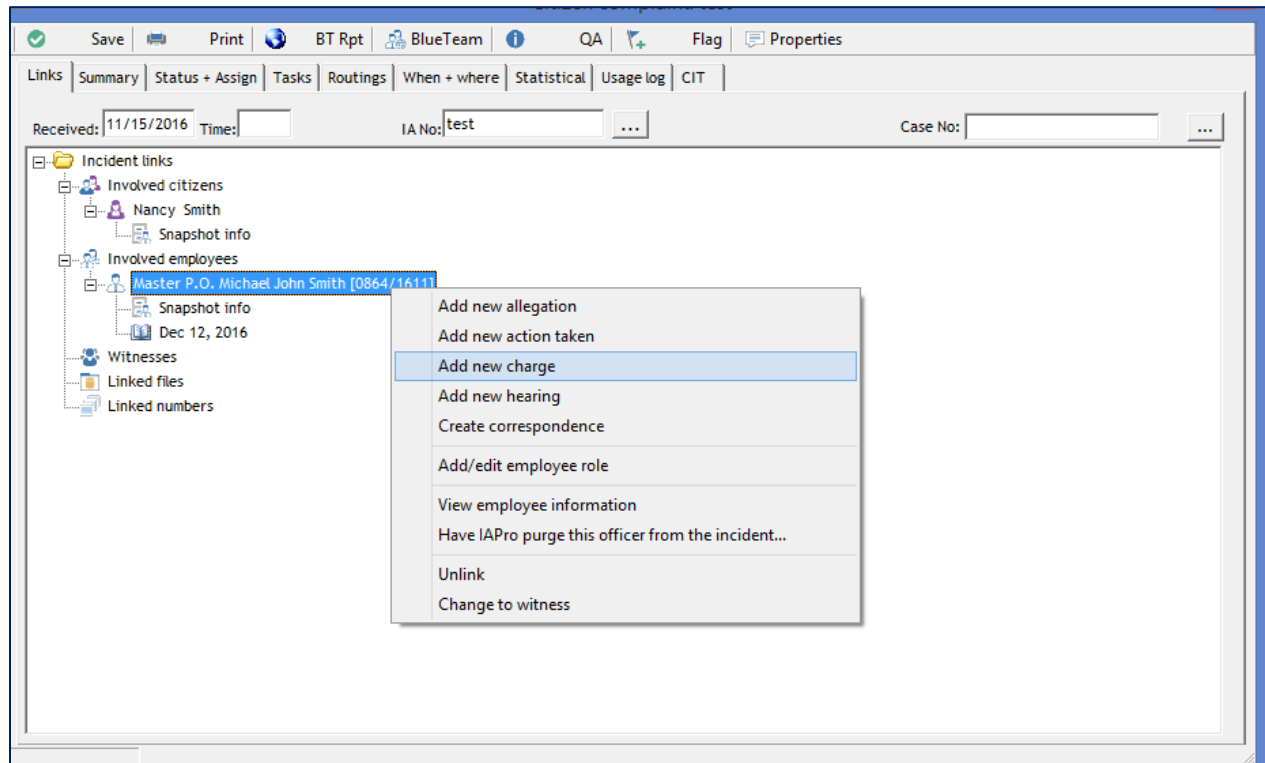 Save Print BT Rpt BlueTeam QA Flag Properties
Links Summary Status + Assign Tasks Routings When + where Statistical Usage log CIT
Received: 11/15/2016 Time: IA No: test ... Case No: ...
Incident links
Involved citizens
Nancy Smith
Snapshot info
Involved employees
Master P.O. Michael John Smith [0864/1611]
Snapshot info
Dec 12, 2016
Witnesses
Linked files
Linked numbers
Add new allegation
Add new action taken
Add new charge
Add new hearing
Create correspondence
Add/edit employee role
View employee information
Have IAPro purge this officer from the incident...
Unlink
Change to witness